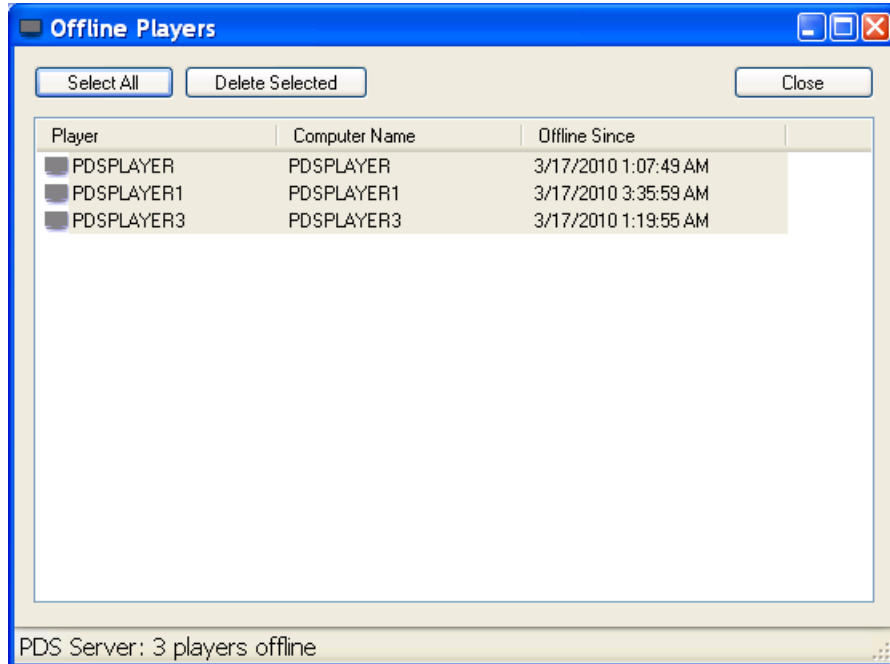 Offline Players
Select All Delete Selected Close
Player Computer Name Offline Since
PDSPLAYER PDSPLAYER 3/17/2010 1:07:49 AM
PDSPLAYER1 PDSPLAYER1 3/17/2010 3:35:59 AM
PDSPLAYER3 PDSPLAYER3 3/17/2010 1:19:55 AM
PDS Server: 3 players offline